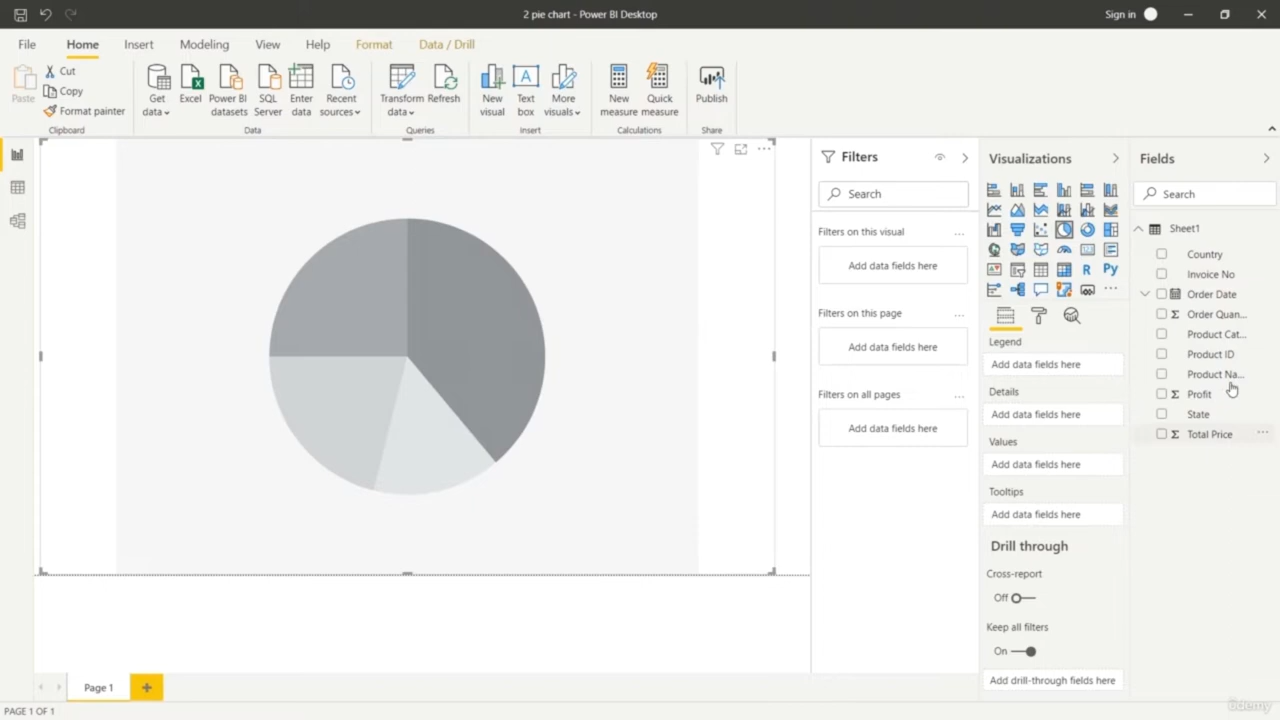 2 pie chart - Power BI Desktop
Sign in
File Home Insert Modeling View Help Format Data / Drill
Paste
Cut
Copy
Format painter
Clipboard
Get data
Excel
Power BI datasets
SQL Server
Enter data
Recent sources
Data
Transform data
Refresh
Queries
New visual
Text box
More visuals
Insert
New measure
Quick measure
Calculations
Publish
Share
Filters
Search
Filters on this visual
Add data fields here
Filters on this page
Add data fields here
Filters on all pages
Add data fields here
Visualizations
R
Py
Legend
Add data fields here
Details
Add data fields here
Values
Add data fields here
Tooltips
Add data fields here
Drill through
Cross-report
Off
Keep all filters
On
Add drill-through fields here
Fields
Search
Sheet1
Country
Invoice No
Order Date
Order Quan...
Product Cat...
Product ID
Product Na...
Profit
State
Total Price
Page 1
PAGE 1 OF 1
ûdemy